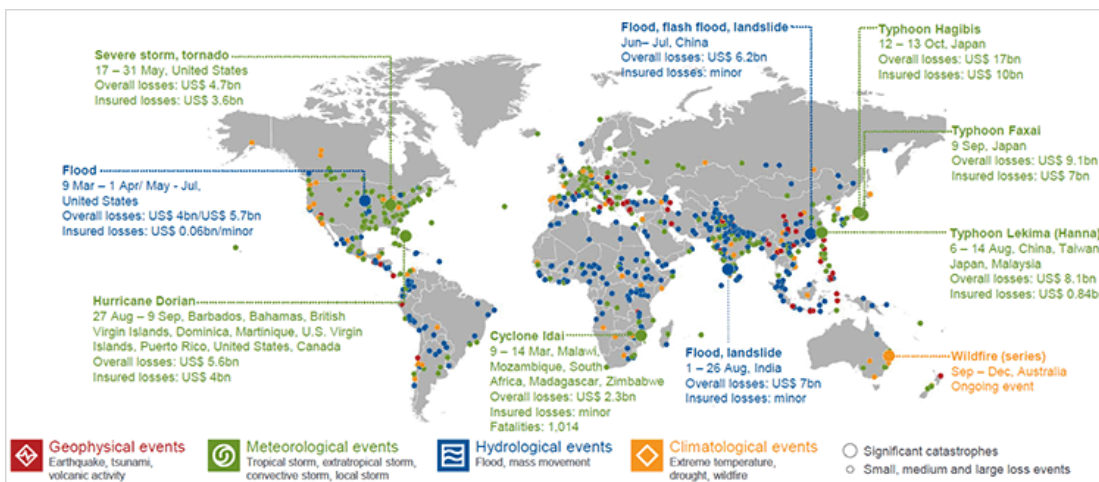 Severe storm, tornado
17 – 31 May, United States
Overall losses: US$ 4.7bn
Insured losses: US$ 3.6bn
Flood, flash flood, landslide
Jun– Jul, China
Overall losses: US$ 6.2bn
Insured losses: minor
Typhoon Hagibis
12 – 13 Oct, Japan
Overall losses: US$ 17bn
Insured losses: US$ 10bn
Typhoon Faxai
9 Sep, Japan
Overall losses: US$ 9.1bn
Insured losses: US$ 7bn
Flood
9 Mar – 1 Apr/ May - Jul,
United States
Overall losses: US$ 4bn/US$ 5.7bn
Insured losses: US$ 0.06bn/minor
Typhoon Lekima (Hanna)
6 – 14 Aug, China, Taiwan
Japan, Malaysia
Overall losses: US$ 8.1bn
Insured losses: US$ 0.84b
Hurricane Dorian
27 Aug – 9 Sep, Barbados, Bahamas, British
Virgin Islands, Dominica, Martinique, U.S. Virgin
Islands, Puerto Rico, United States, Canada
Overall losses: US$ 5.6bn
Insured losses: US$ 4bn
Cyclone Idai
9 – 14 Mar, Malawi,
Mozambique, South
Africa, Madagascar, Zimbabwe
Overall losses: US$ 2.3bn
Insured losses: minor
Fatalities: 1,014
Flood, landslide
1 – 26 Aug, India
Overall losses: US$ 7bn
Insured losses: minor
Wildfire (series)
Sep – Dec, Australia
Ongoing event
Geophysical events
Earthquake, tsunami,
volcanic activity
Meteorological events
Tropical storm, extratropical storm,
convective storm, local storm
Hydrological events
Flood, mass movement
Climatological events
Extreme temperature,
drought, wildfire
Significant catastrophes
Small, medium and large loss events